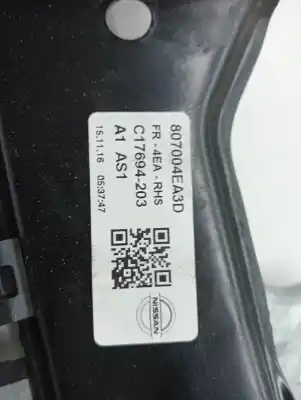 807004EA3D
FR - 4EA - RHS
C17694-203
A1 AS1
15.11.16 05:37:47
NISSAN